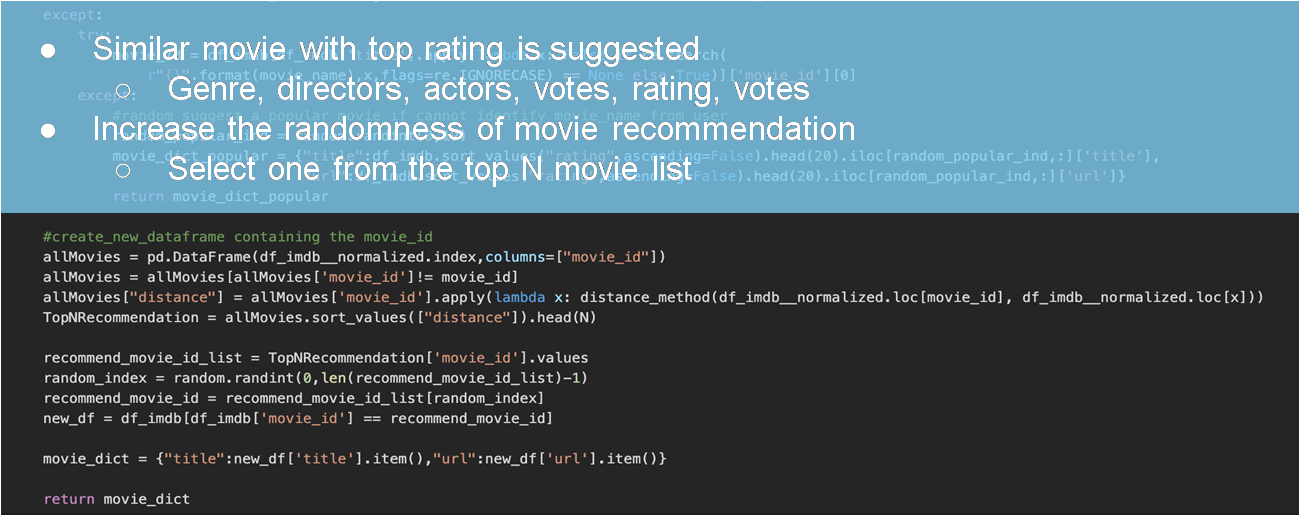 except:
try:
● Similar movie with top rating is suggested
r"{}".format(movie_name),x,flags=re.IGNORECASE) == None else True)]['movie_id'][0]
○ Genre, directors, actors, votes, rating, votes
except:
#random suggest a popular movie if cannot identify movie_name from user
● Increase the randomness of movie recommendation
movie_dict_popular = {"title":df_imdb.sort_values("rating",ascending=False).head(20).iloc[random_popular_ind,:]['title'],
○ Select one from the top N movie list
.head(20).iloc[random_popular_ind,:]['url']}
return movie_dict_popular
#create_new_dataframe containing the movie_id
allMovies = pd.DataFrame(df_imdb__normalized.index,columns=["movie_id"])
allMovies = allMovies[allMovies['movie_id']!= movie_id]
allMovies["distance"] = allMovies['movie_id'].apply(lambda x: distance_method(df_imdb__normalized.loc[movie_id], df_imdb__normalized.loc[x]))
TopNRecommendation = allMovies.sort_values(["distance"]).head(N)
recommend_movie_id_list = TopNRecommendation['movie_id'].values
random_index = random.randint(0,len(recommend_movie_id_list)-1)
recommend_movie_id = recommend_movie_id_list[random_index]
new_df = df_imdb[df_imdb['movie_id'] == recommend_movie_id]
movie_dict = {"title":new_df['title'].item(),"url":new_df['url'].item()}
return movie_dict